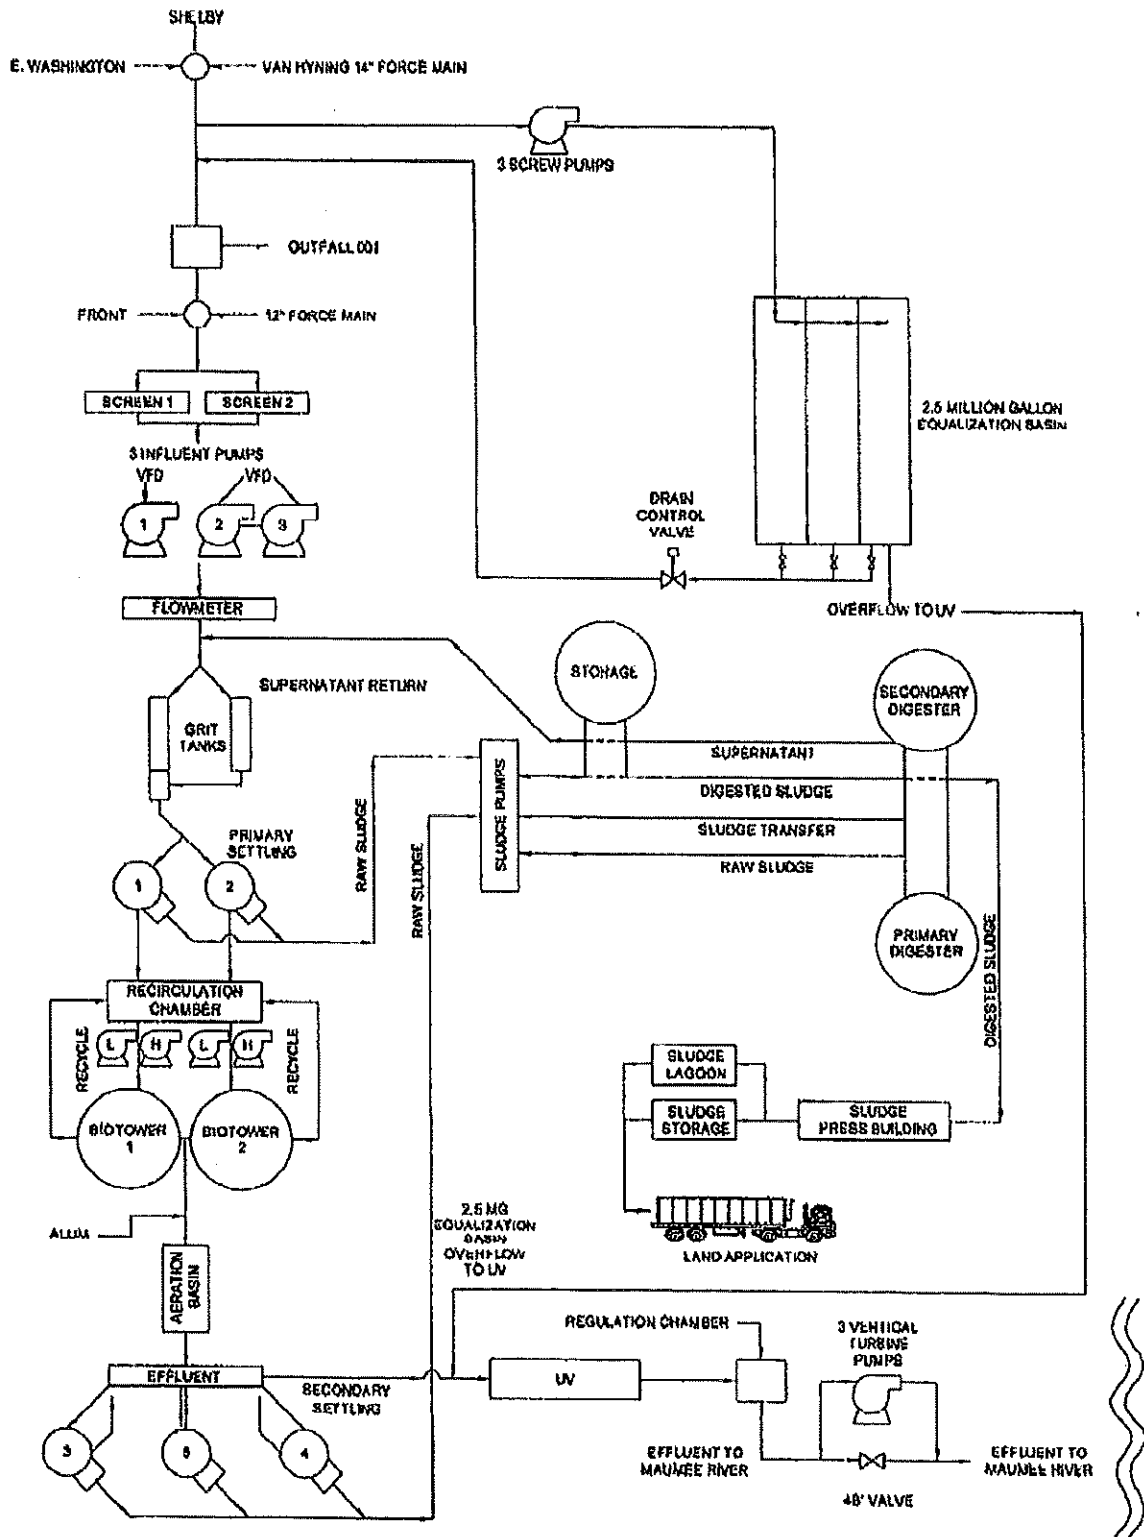 SHELBY
E. WASHINGTON
VAN HYNING 14" FORCE MAIN
3 SCREW PUMPS
OUTFALL 001
FRONT
12" FORCE MAIN
SCREEN 1
SCREEN 2
2.5 MILLION GALLON
EQUALIZATION BASIN
3 INFLUENT PUMPS
VFD
VFD
1
2
3
DRAIN
CONTROL
VALVE
FLOWMETER
OVERFLOW TO UV
STORAGE
SECONDARY
DIGESTER
SUPERNATANT RETURN
GRIT
TANKS
SUPERNATANT
DIGESTED SLUDGE
SLUDGE TRANSFER
RAW SLUDGE
SLUDGE PUMPS
RAW SLUDGE
RAW SLUDGE
PRIMARY
SETTLING
1
2
PRIMARY
DIGESTER
DIGESTED SLUDGE
RECIRCULATION
CHAMBER
RECYCLE
L
H
L
H
RECYCLE
BIOTOWER
1
BIOTOWER
2
SLUDGE
LAGOON
SLUDGE
STORAGE
SLUDGE
PRESS BUILDING
LAND APPLICATION
ALUM
2.5 MG
EQUALIZATION
BASIN
OVERFLOW
TO UV
AERATION
BASIN
REGULATION CHAMBER
3 VERTICAL
TURBINE
PUMPS
EFFLUENT
SECONDARY
SETTLING
UV
3
5
4
EFFLUENT TO
MAUMEE RIVER
48" VALVE
EFFLUENT TO
MAUMEE RIVER